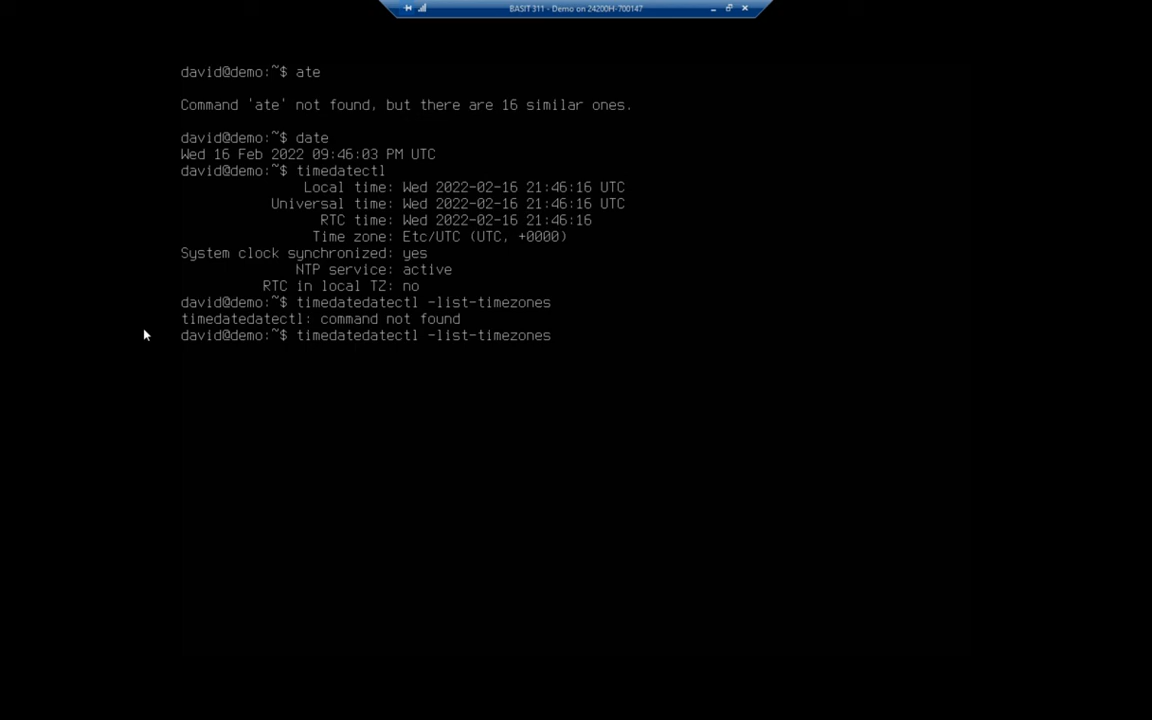 BASIT 311 - Demo on 24200H-700147
david@demo:~$ ate
Command 'ate' not found, but there are 16 similar ones.
david@demo:~$ date
Wed 16 Feb 2022 09:46:03 PM UTC
david@demo:~$ timedatectl
Local time: Wed 2022-02-16 21:46:16 UTC
Universal time: Wed 2022-02-16 21:46:16 UTC
RTC time: Wed 2022-02-16 21:46:16
Time zone: Etc/UTC (UTC, +0000)
System clock synchronized: yes
NTP service: active
RTC in local TZ: no
david@demo:~$ timedatedatectl -list-timezones
timedatedatectl: command not found
david@demo:~$ timedatedatectl -list-timezones